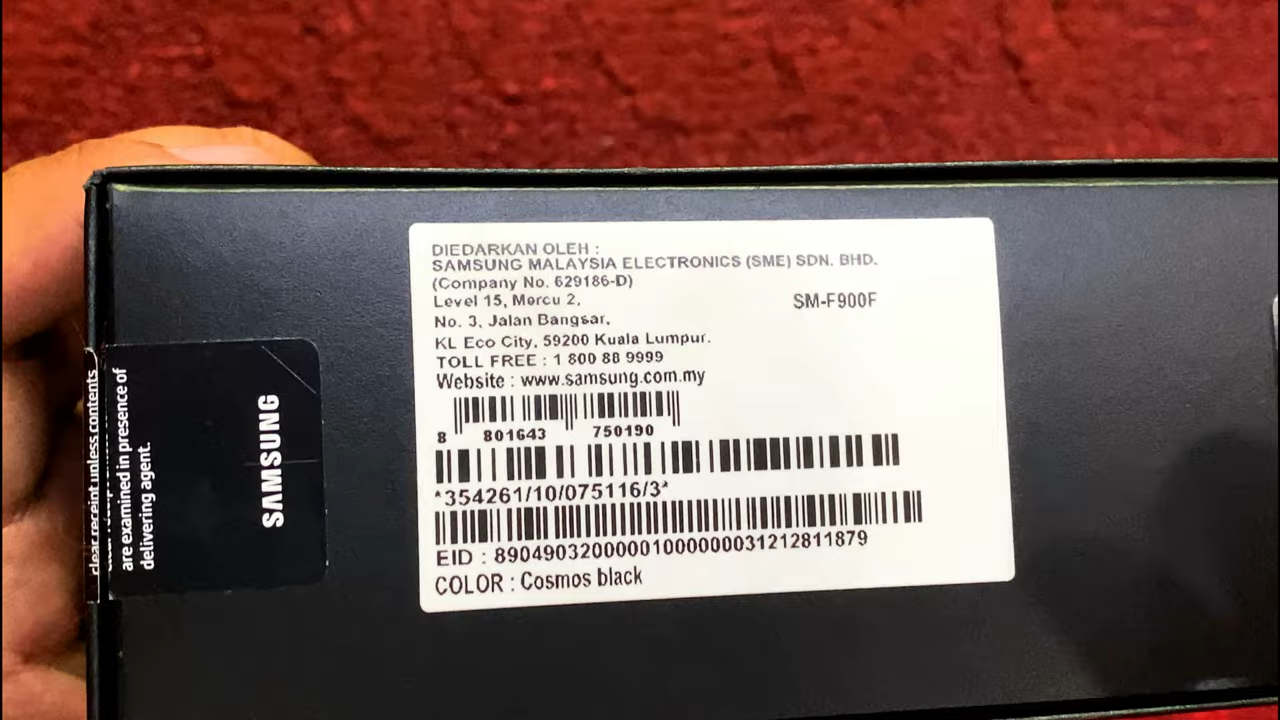 DIEDARKAN OLEH :
SAMSUNG MALAYSIA ELECTRONICS (SME) SDN. BHD.
(Company No. 629186-D)
Level 15, Mercu 2,
SM-F900F
No. 3, Jalan Bangsar,
KL Eco City, 59200 Kuala Lumpur.
TOLL FREE : 1 800 88 9999
Website : www.samsung.com.my
8 801643 750190
*354261/10/075116/3*
EID : 89049032000001000000031212811879
COLOR : Cosmos black
SAMSUNG
clear receipt unless contents
are examined in presence of
delivering agent.